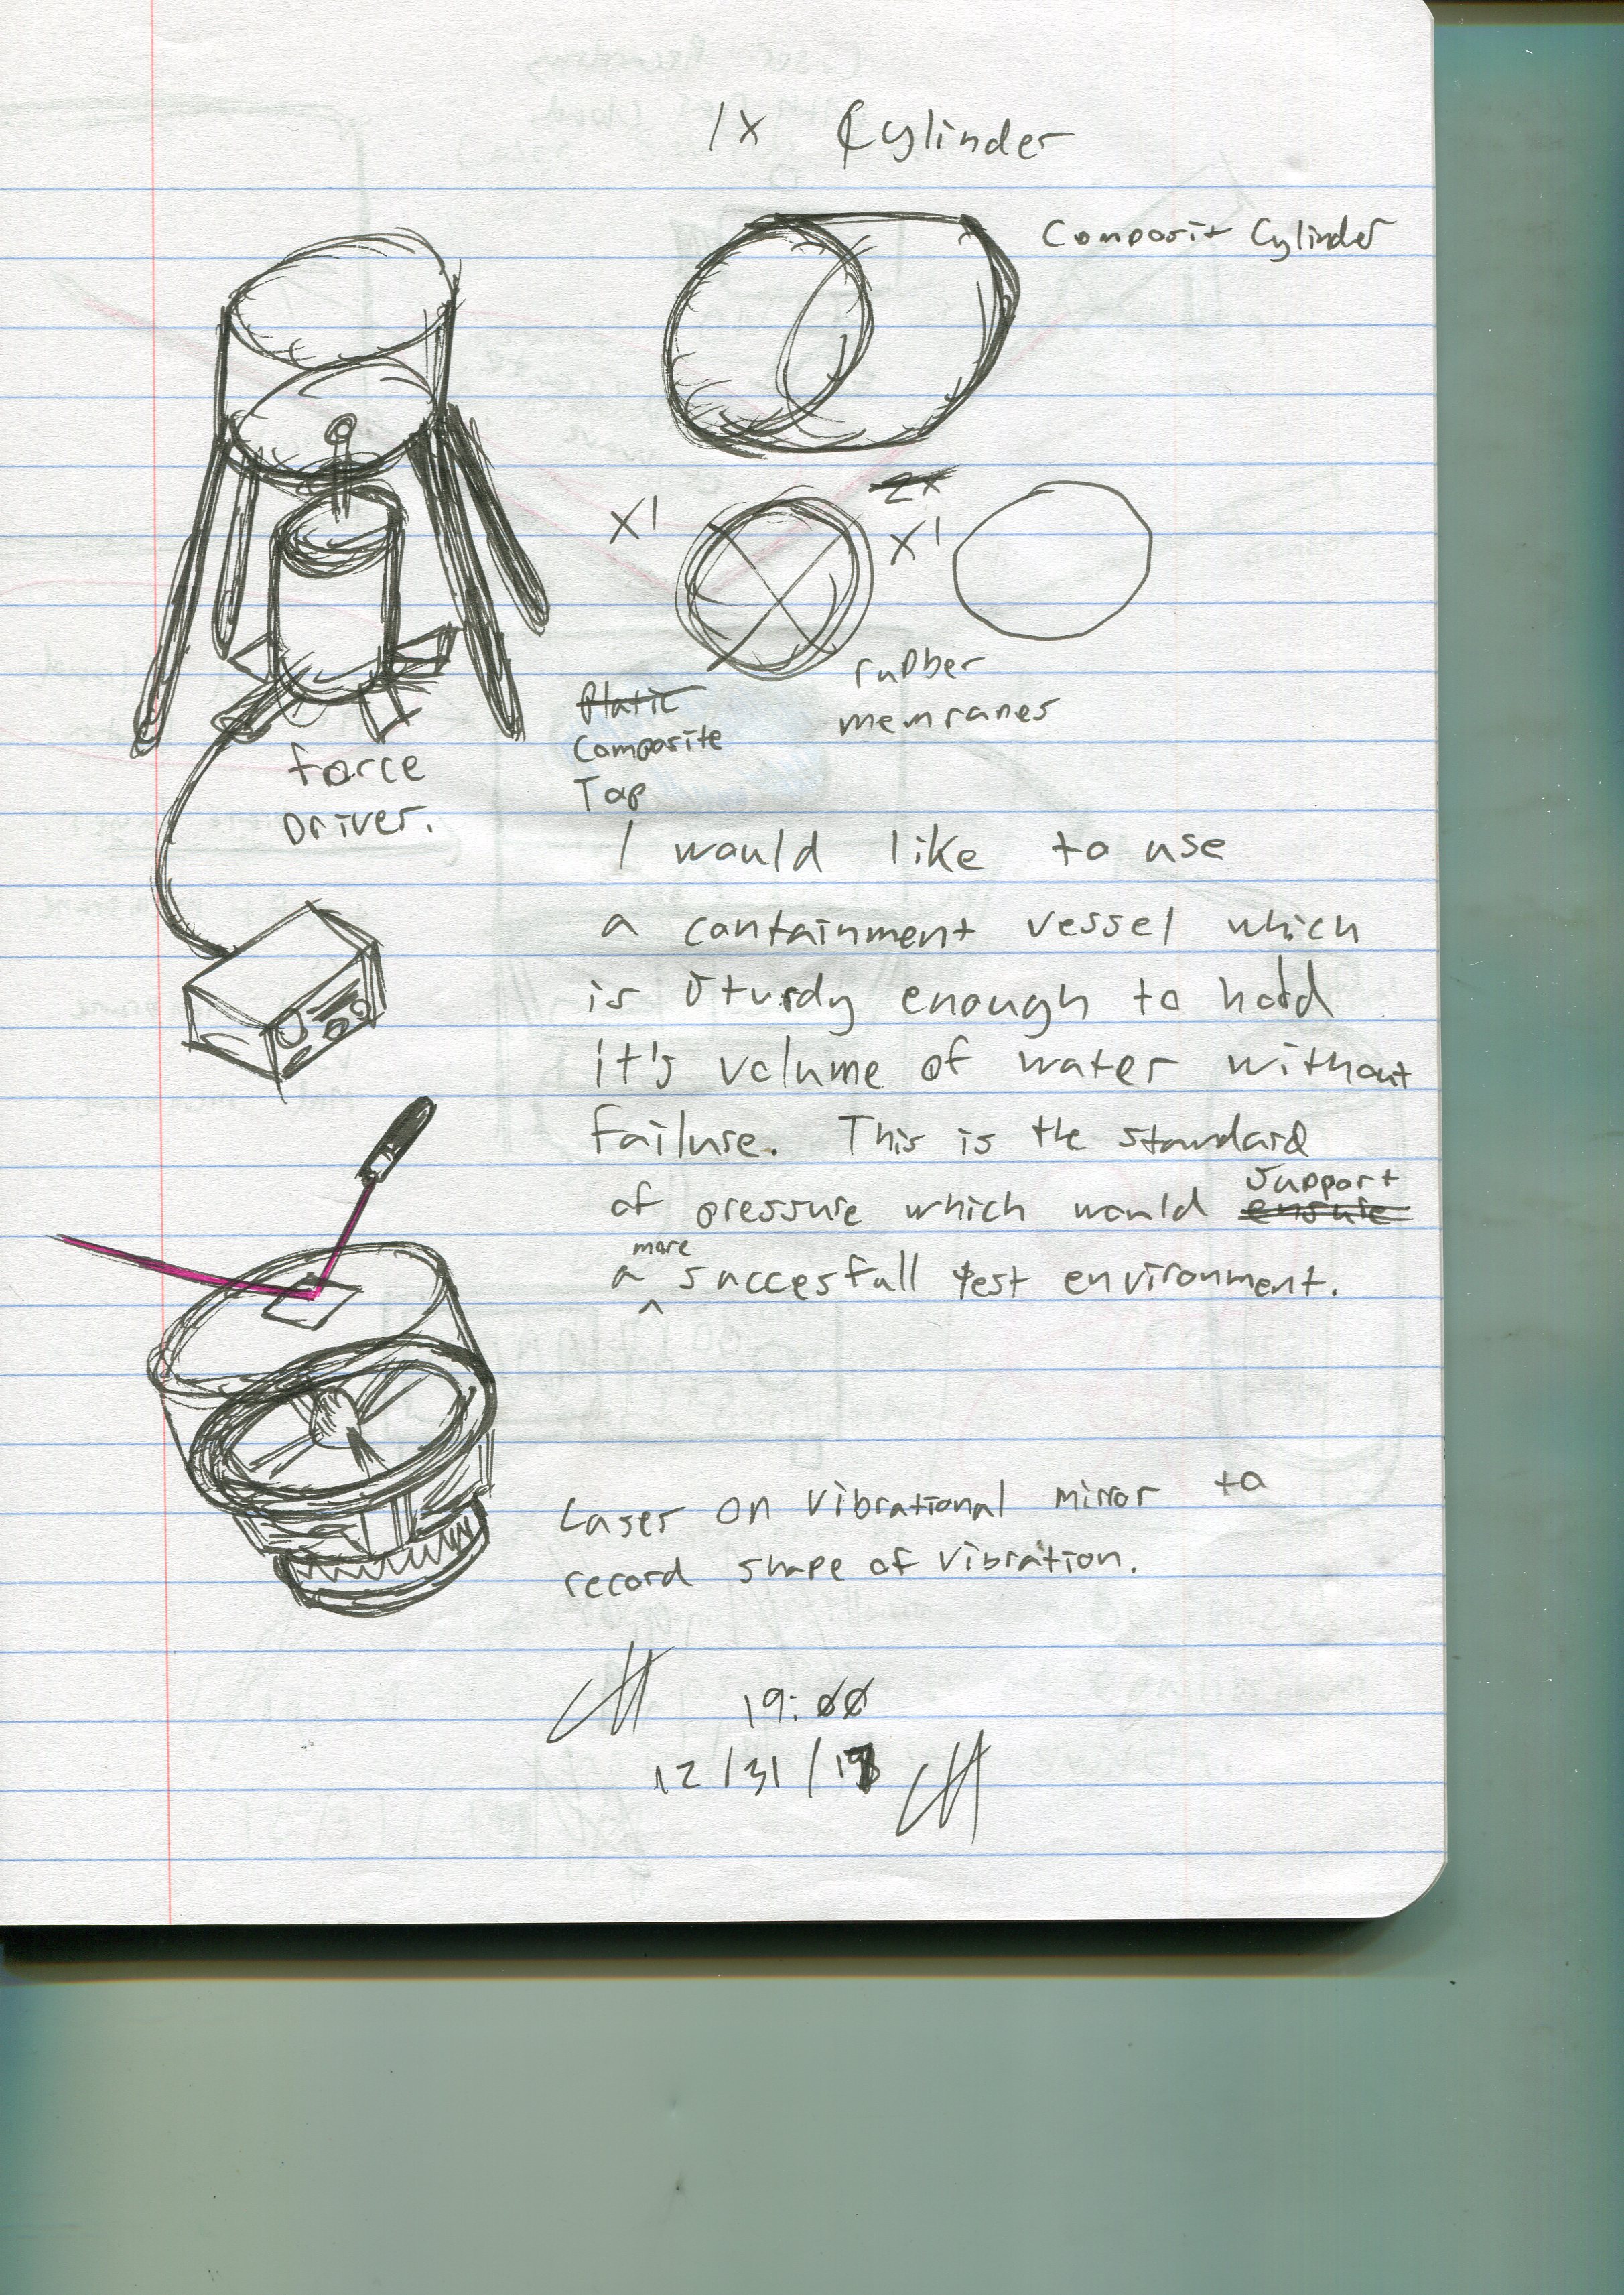 1x Cylinder
Composit Cylinder
2x
X1
X1
rubber
memranes
Platic
Composite
Top
force
Driver.
I would like to use
a containment vessel which
is sturdy enough to hold
it's volume of water without
failure. This is the standard
of pressure which would ensure support
a more succesfull test environment.
Laser on vibrational mirror to
record shape of vibration.
19:00
12/31/